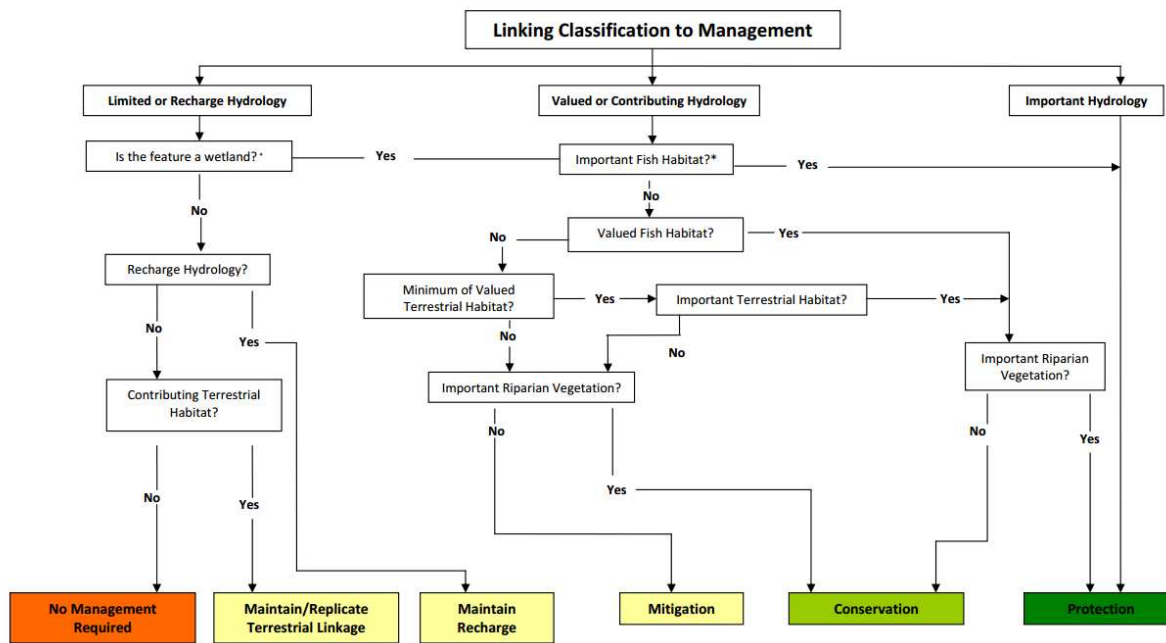 Linking Classification to Management
Limited or Recharge Hydrology
Valued or Contributing Hydrology
Important Hydrology
Is the feature a wetland?*
Yes
Important Fish Habitat?*
Yes
No
No
Valued Fish Habitat?
No
Yes
Recharge Hydrology?
Minimum of Valued
Terrestrial Habitat?
Yes
Important Terrestrial Habitat?
Yes
No
Yes
No
No
Important Riparian
Vegetation?
Contributing Terrestrial
Habitat?
Important Riparian Vegetation?
No
No
Yes
No
Yes
Yes
No Management
Required
Maintain/Replicate
Terrestrial Linkage
Maintain
Recharge
Mitigation
Conservation
Protection